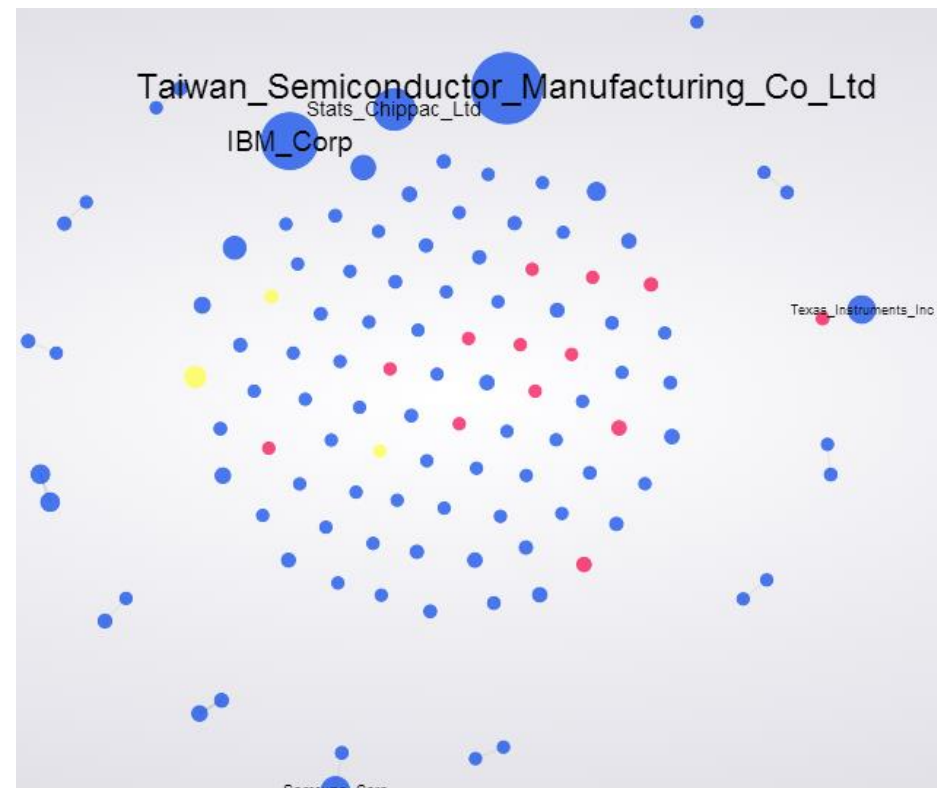 Taiwan_Semiconductor_Manufacturing_Co_Ltd
Stats_Chippac_Ltd
IBM_Corp
Texas_Instruments_Inc